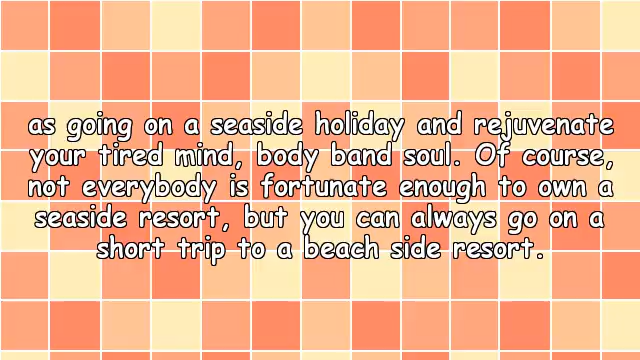 as going on a seaside holiday and rejuvenate
your tired mind, body band soul. Of course,
not everybody is fortunate enough to own a
seaside resort, but you can always go on a
short trip to a beach side resort.